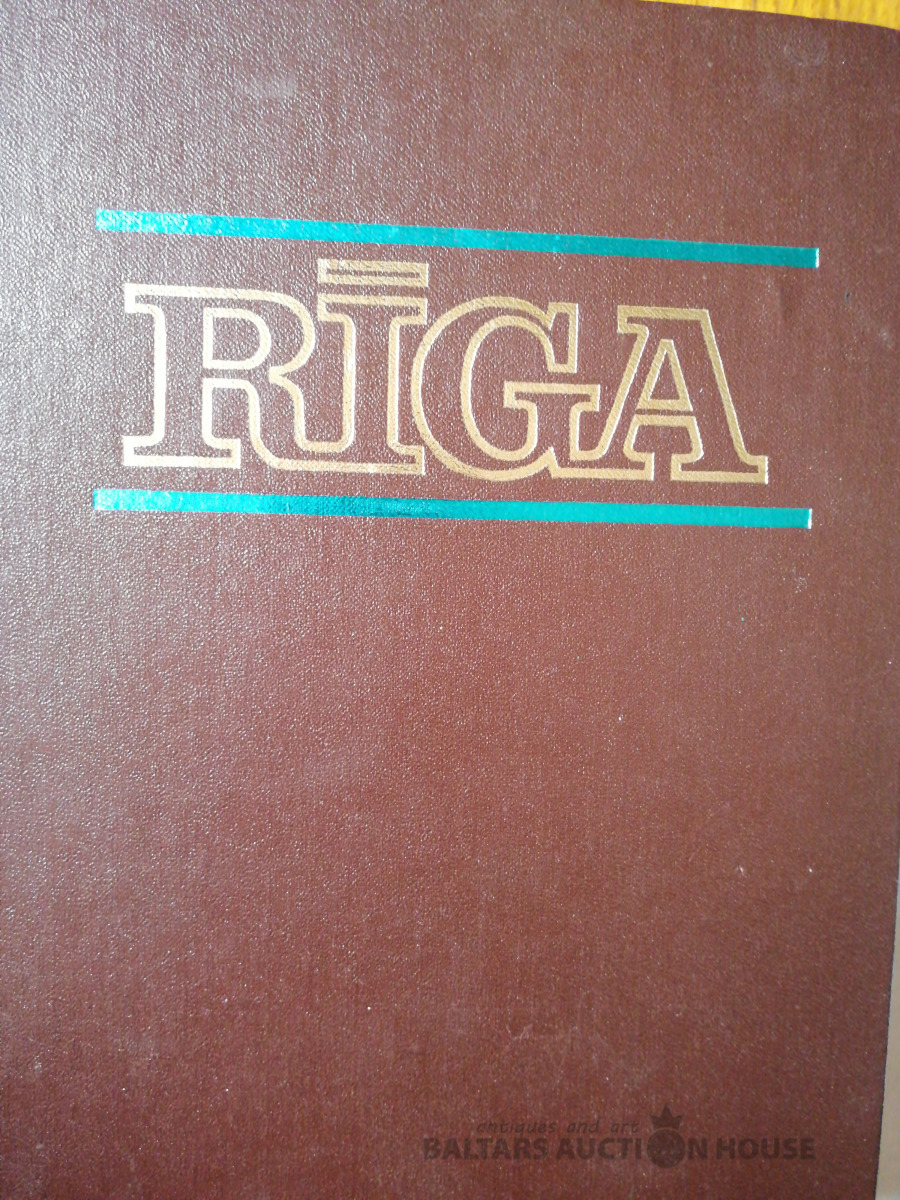 RĪGA
antiques and art
BALTARS AUCTION HOUSE